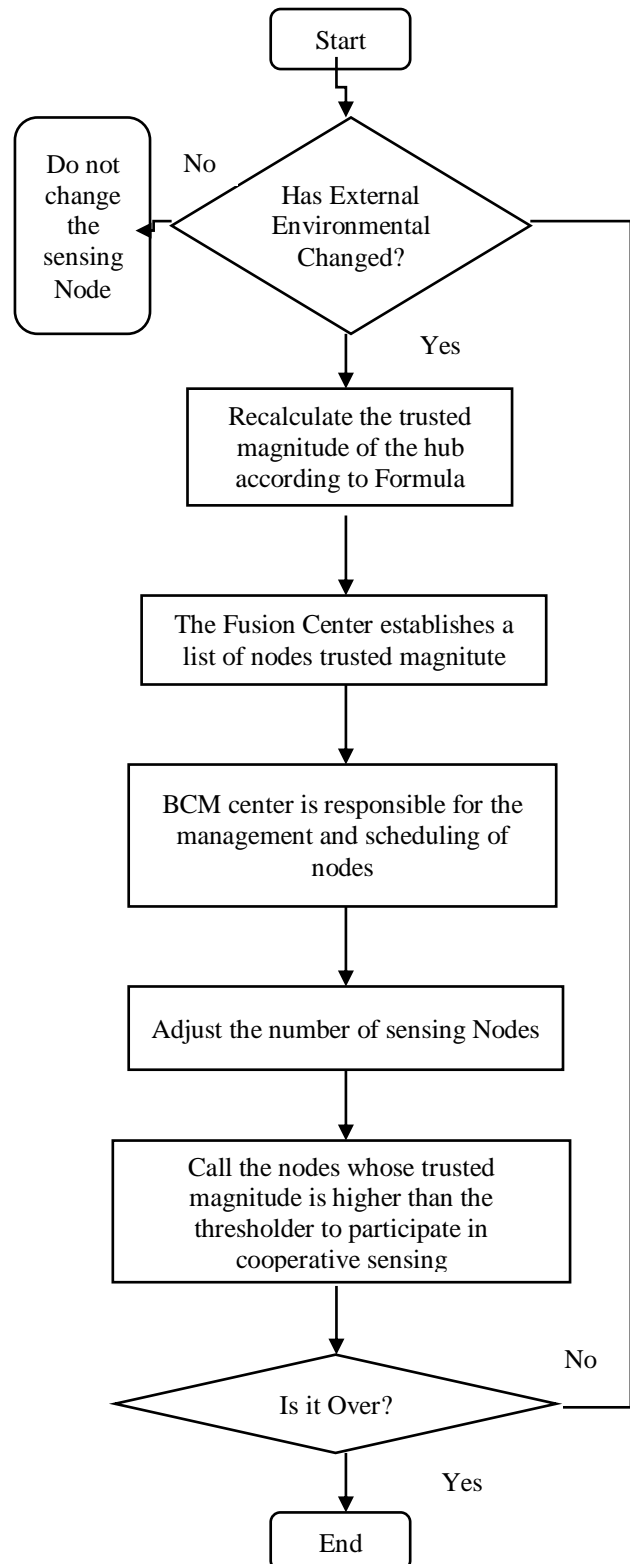 Start
No
Do not
change
the
sensing
Node
Has External
Environmental
Changed?
Yes
Recalculate the trusted
magnitude of the hub
according to Formula
The Fusion Center establishes a
list of nodes trusted magnitute
BCM center is responsible for the
management and scheduling of
nodes
Adjust the number of sensing Nodes
Call the nodes whose trusted
magnitude is higher than the
thresholder to participate in
cooperative sensing
No
Is it Over?
Yes
End